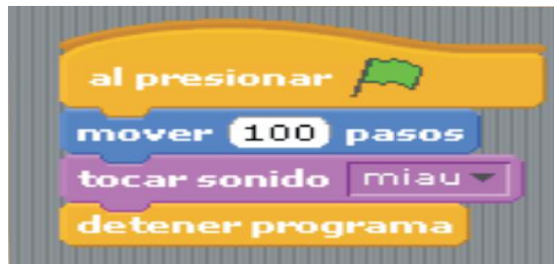 al presionar
mover 100 pasos
tocar sonido miau
detener programa